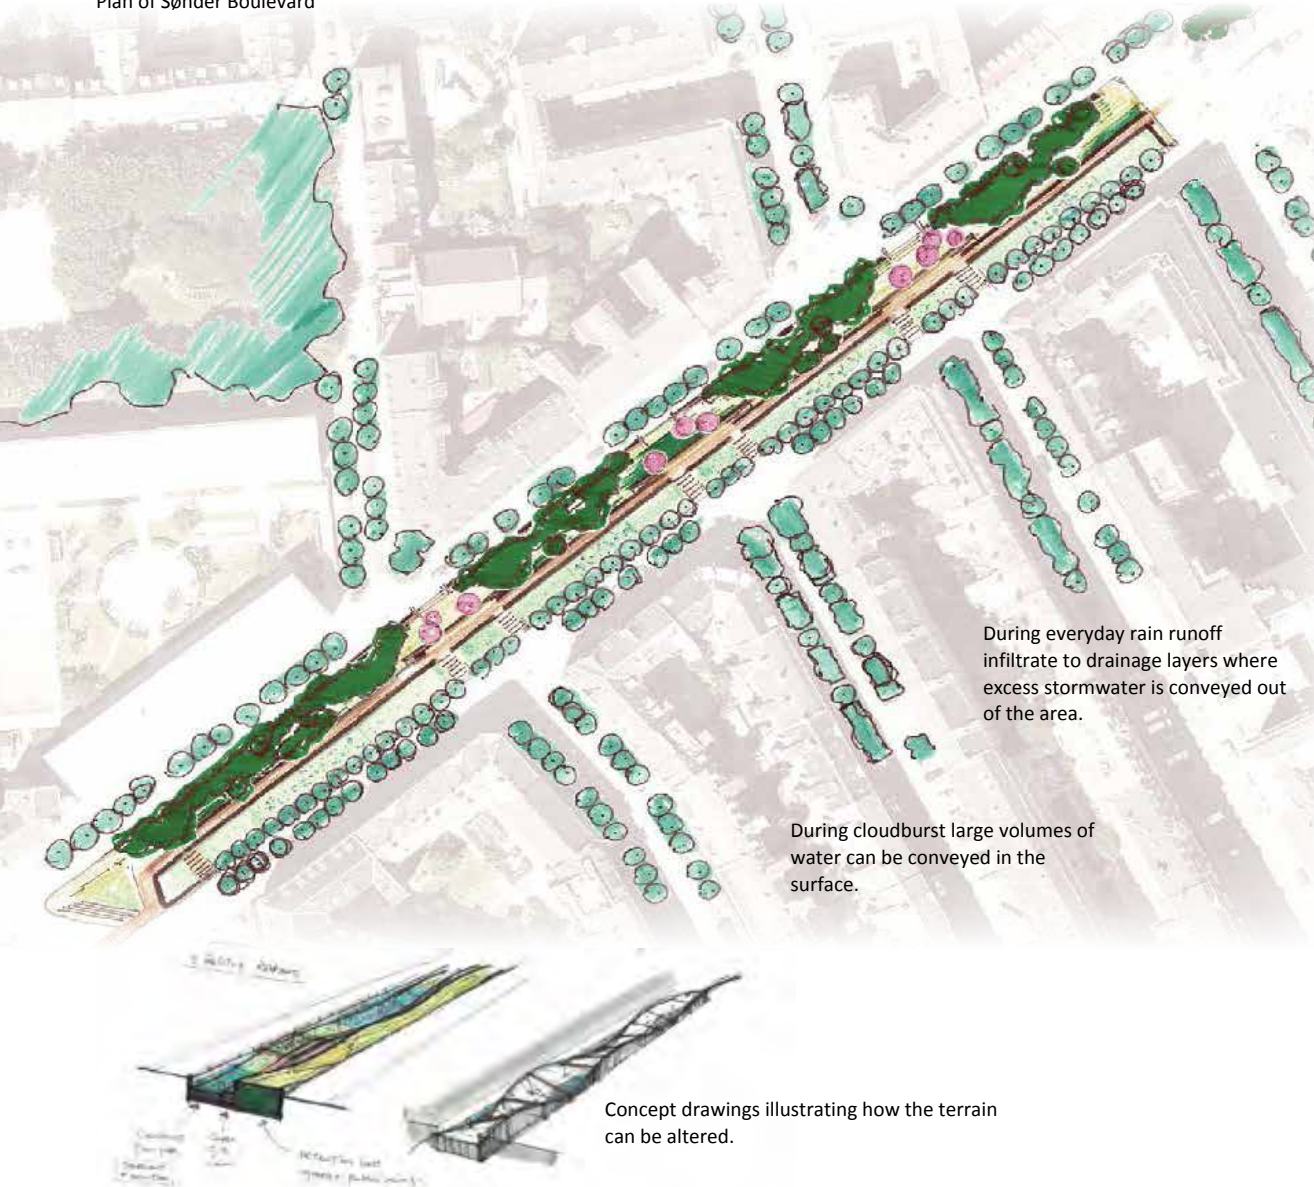 Plan of Sønder Boulevard
During everyday rain runoff
infiltrate to drainage layers where
excess stormwater is conveyed out
of the area.
During cloudburst large volumes of
water can be conveyed in the
surface.
Concept drawings illustrating how the terrain
can be altered.